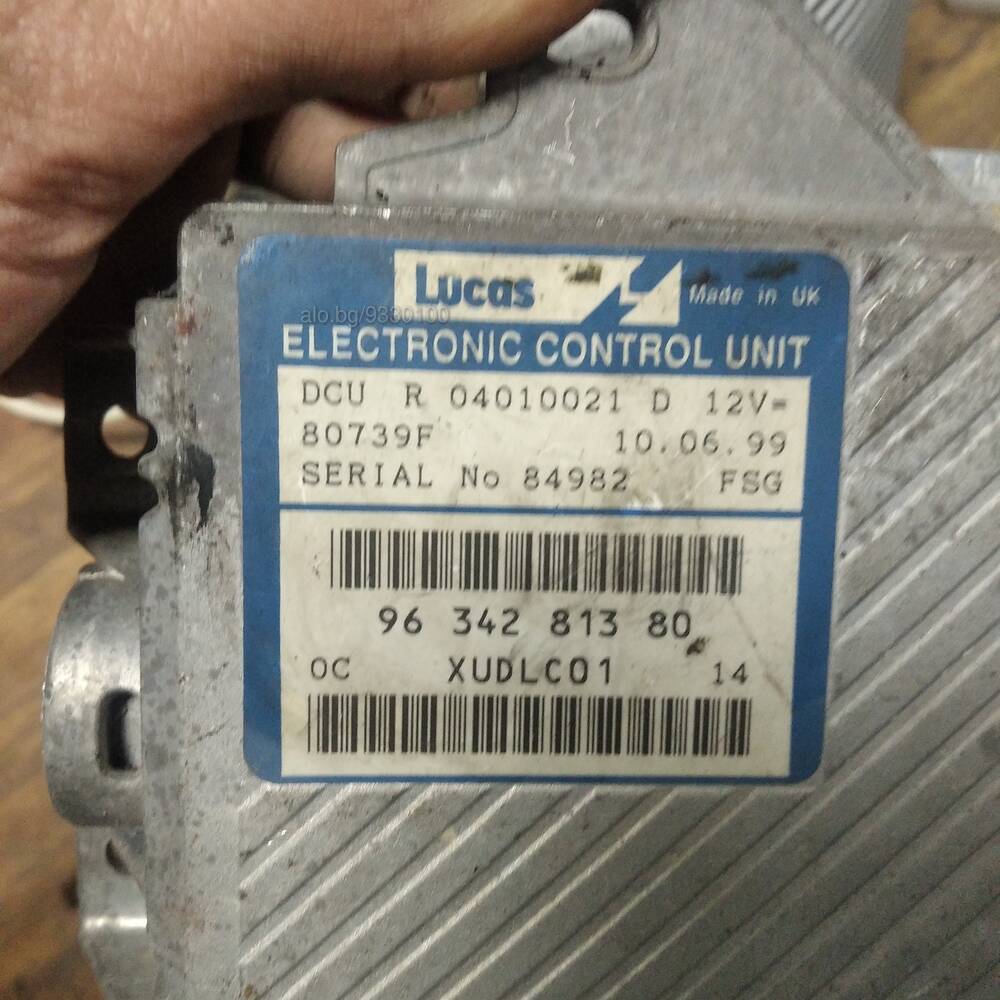 Lucas
Made in UK
alo.bg/9330100
ELECTRONIC CONTROL UNIT
DCU R 04010021 D 12V=
80739F 10.06.99
SERIAL No 84982 FSG
96 342 813 80
OC XUDLC01 14